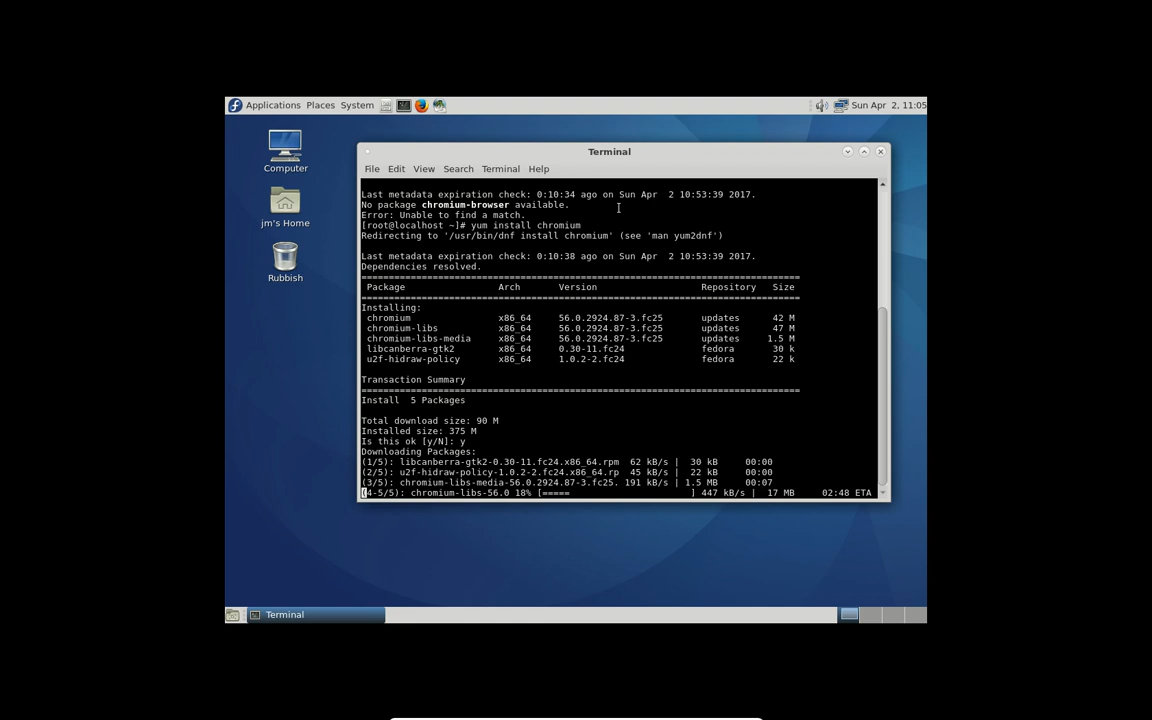 Applications Places System
Sun Apr 2, 11:05
Computer
jm's Home
Rubbish
Terminal
File Edit View Search Terminal Help
Last metadata expiration check: 0:10:34 ago on Sun Apr  2 10:53:39 2017.
No package chromium-browser available.
Error: Unable to find a match.
[root@localhost ~]# yum install chromium
Redirecting to '/usr/bin/dnf install chromium' (see 'man yum2dnf')
Last metadata expiration check: 0:10:38 ago on Sun Apr  2 10:53:39 2017.
Dependencies resolved.
================================================================================
Package Arch Version Repository Size
================================================================================
Installing:
chromium x86_64 56.0.2924.87-3.fc25 updates 42 M
chromium-libs x86_64 56.0.2924.87-3.fc25 updates 47 M
chromium-libs-media x86_64 56.0.2924.87-3.fc25 updates 1.5 M
libcanberra-gtk2 x86_64 0.30-11.fc24 fedora 30 k
u2f-hidraw-policy x86_64 1.0.2-2.fc24 fedora 22 k
Transaction Summary
================================================================================
Install  5 Packages
Total download size: 90 M
Installed size: 375 M
Is this ok [y/N]: y
Downloading Packages:
(1/5): libcanberra-gtk2-0.30-11.fc24.x86_64.rpm  62 kB/s |  30 kB     00:00
(2/5): u2f-hidraw-policy-1.0.2-2.fc24.x86_64.rp  45 kB/s |  22 kB     00:00
(3/5): chromium-libs-media-56.0.2924.87-3.fc25. 191 kB/s | 1.5 MB     00:07
(4-5/5): chromium-libs-56.0 18% [=====                    ] 447 kB/s |  17 MB     02:48 ETA
Terminal